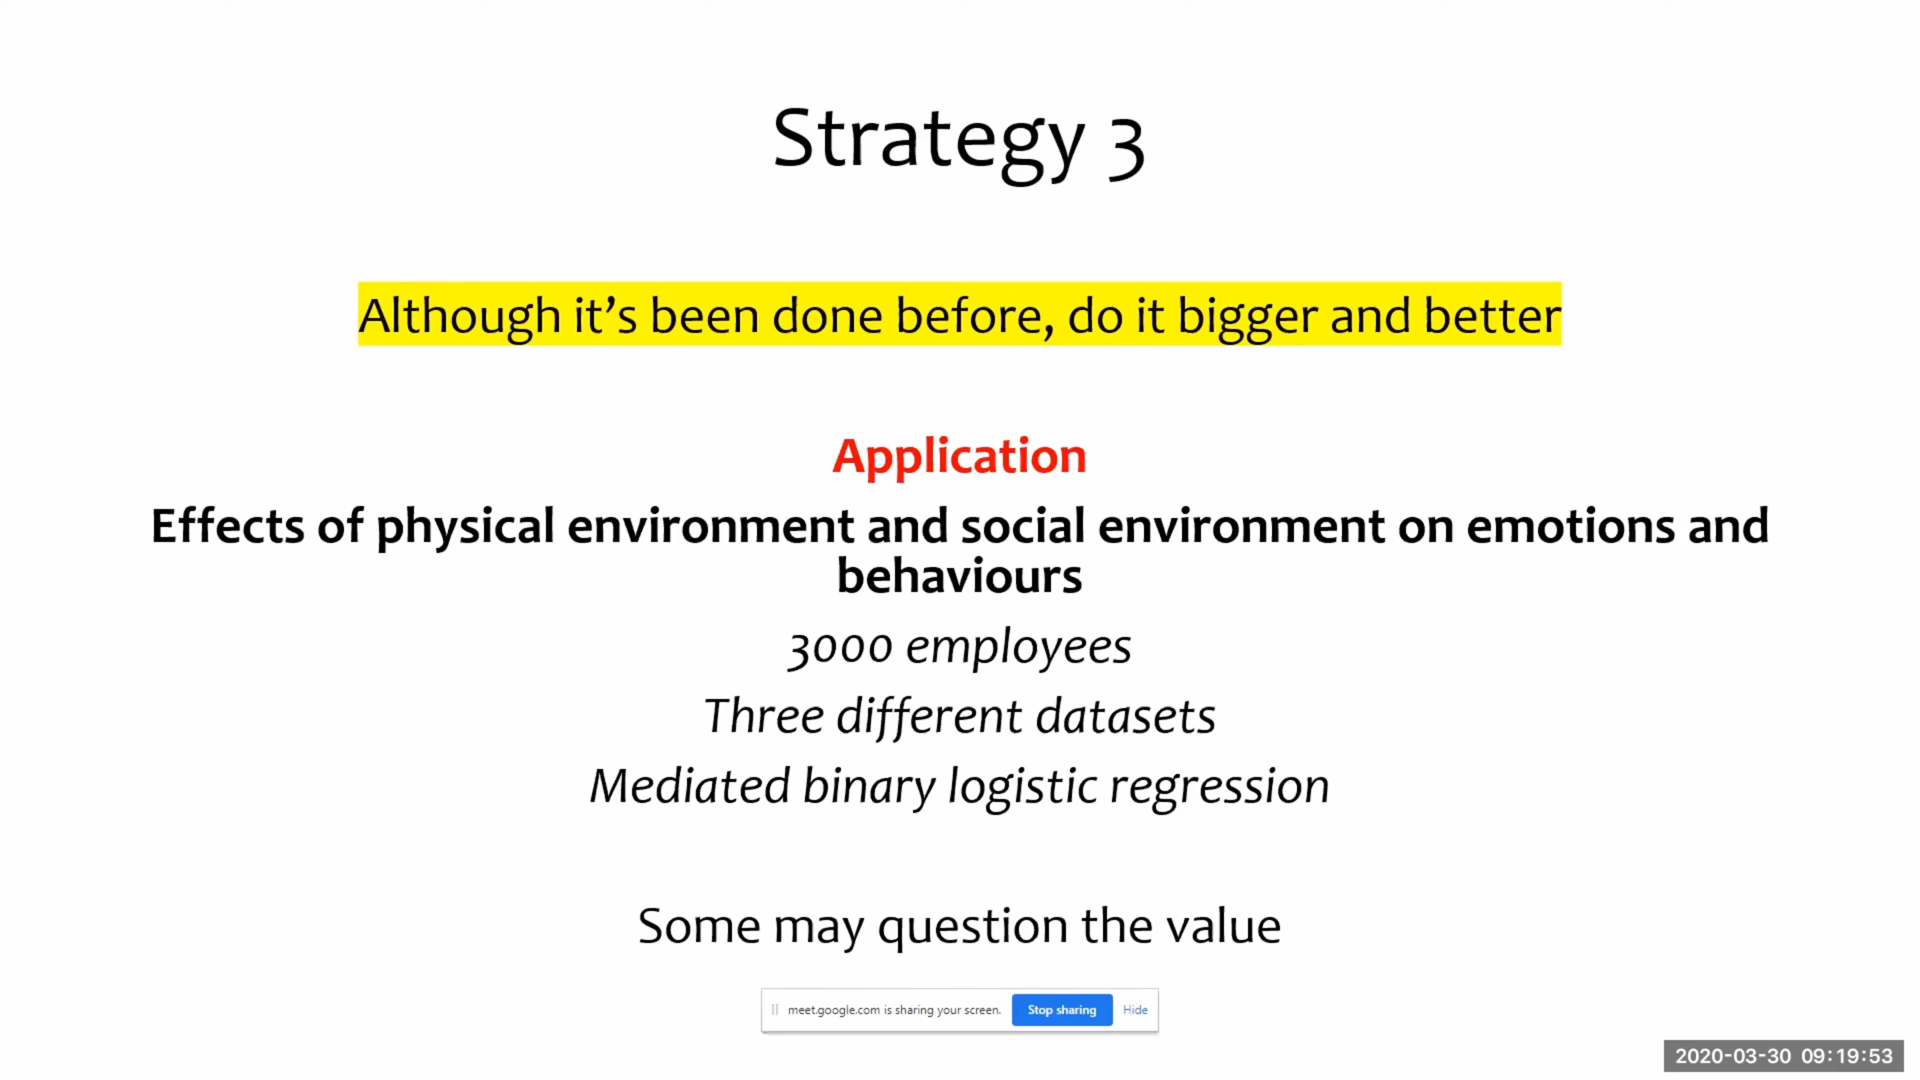 Strategy 3
Although it’s been done before, do it bigger and better
Application
Effects of physical environment and social environment on emotions and
behaviours
3000 employees
Three different datasets
Mediated binary logistic regression
Some may question the value
meet.google.com is sharing your screen. Stop sharing Hide
2020-03-30 09:19:53